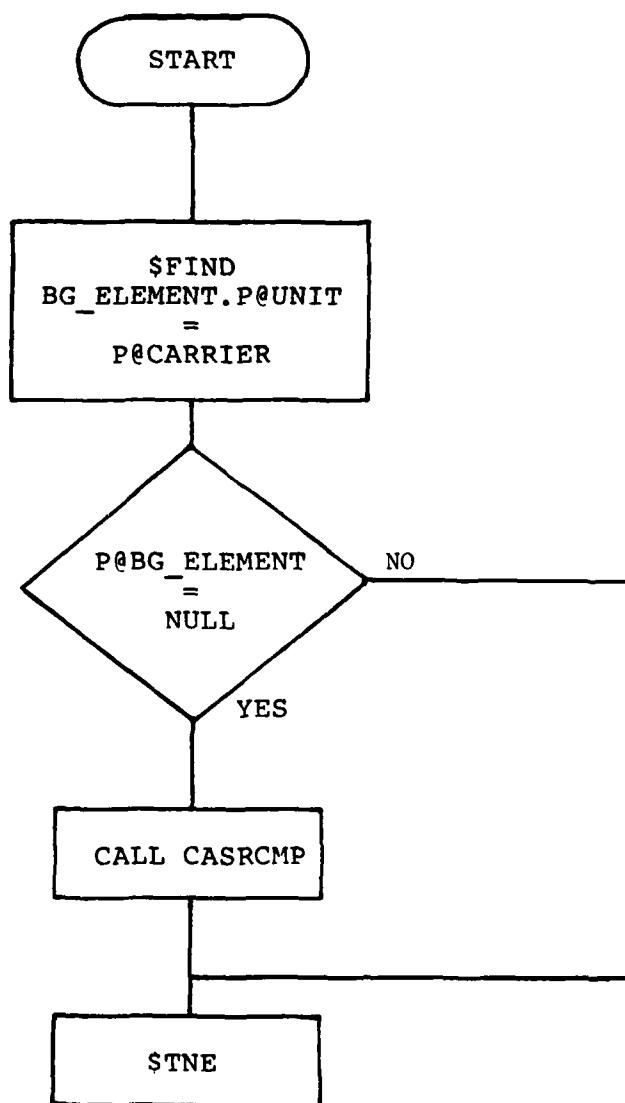 START
$FIND
BG_ELEMENT.P@UNIT
=
P@CARRIER
P@BG_ELEMENT
=
NULL
NO
YES
CALL CASRCMP
$TNE